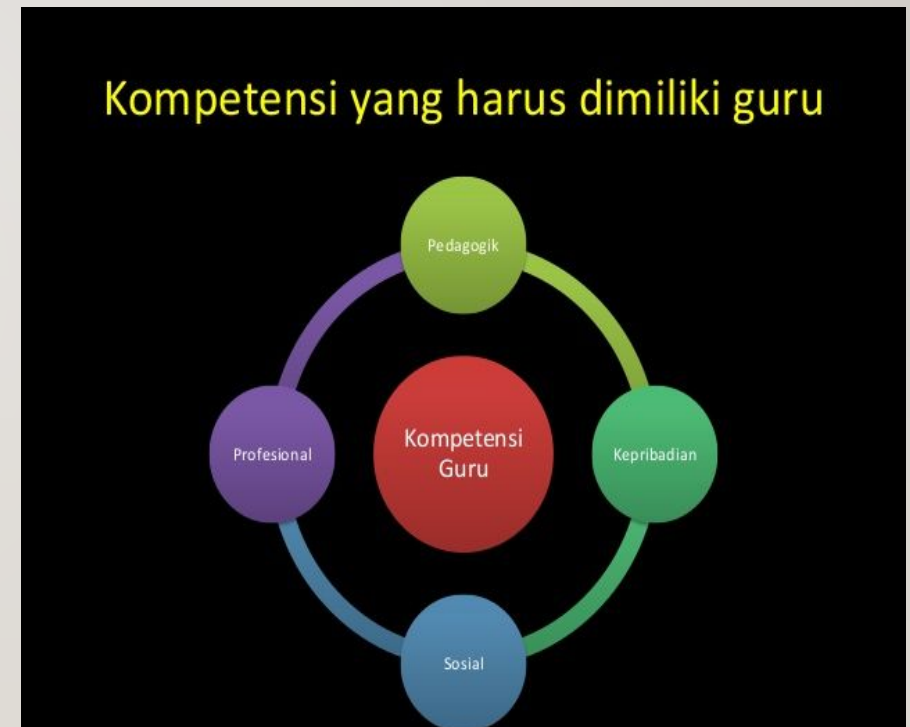 Kompetensi yang harus dimiliki guru
Pedagogik
Profesional
Kompetensi
Guru
Kepribadian
Sosial